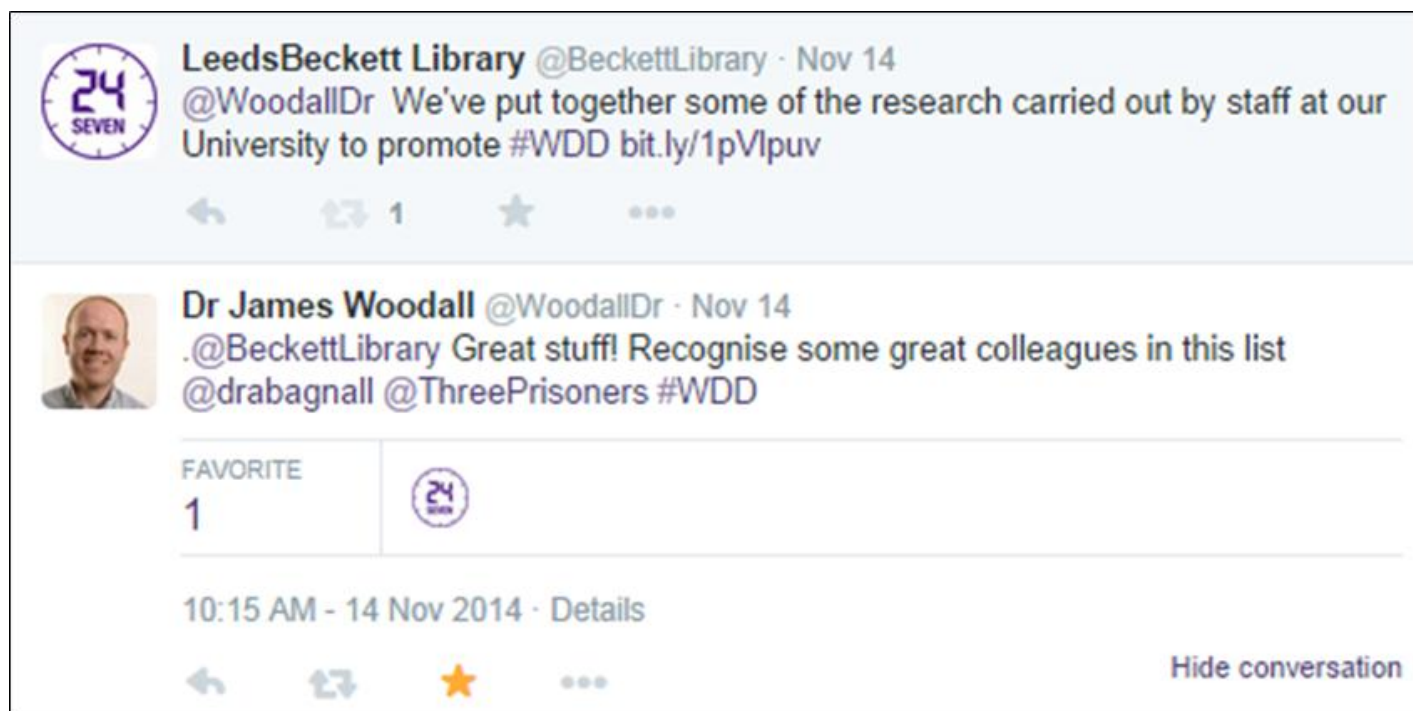 24
SEVEN
LeedsBeckett Library @BeckettLibrary · Nov 14
@WoodallDr We've put together some of the research carried out by staff at our
University to promote #WDD bit.ly/1pVlpuv
1
Dr James Woodall @WoodallDr · Nov 14
.@BeckettLibrary Great stuff! Recognise some great colleagues in this list
@drabagnall @ThreePrisoners #WDD
FAVORITE
1
24
SEVEN
10:15 AM - 14 Nov 2014 · Details
Hide conversation